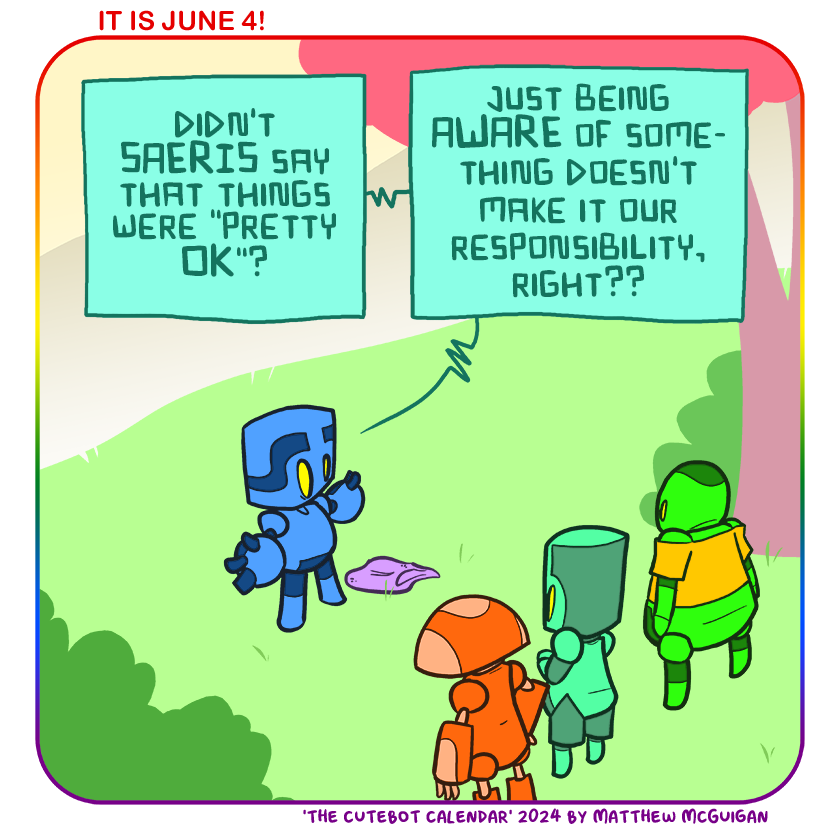 IT IS JUNE 4!
DIDN'T
SAERIS SAY
THAT THINGS
WERE "PRETTY
OK"?
JUST BEING
AWARE OF SOME-
THING DOESN'T
MAKE IT OUR
RESPONSIBILITY,
RIGHT??
'THE CUTEBOT CALENDAR' 2024 BY MATTHEW MCGUIGAN